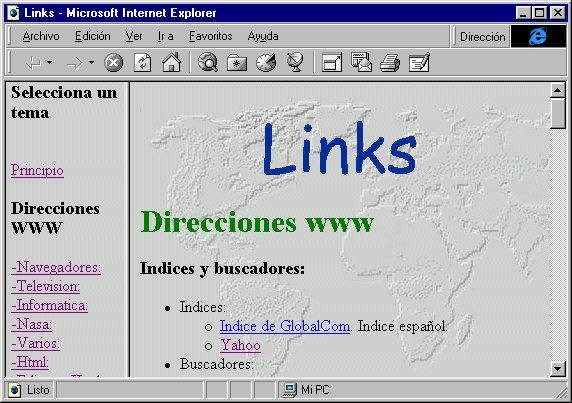 Links - Microsoft Internet Explorer
Archivo Edición Ver Ir a Favoritos Ayuda Dirección
Selecciona un
tema
Principio
Direcciones
WWW
-Navegadores:
-Television:
-Informatica:
-Nasa:
-Varios:
-Html:
Links
Direcciones www
Indices y buscadores:
Indices:
Indice de GlobalCom. Indice español.
Yahoo
Buscadores:
Listo Mi PC